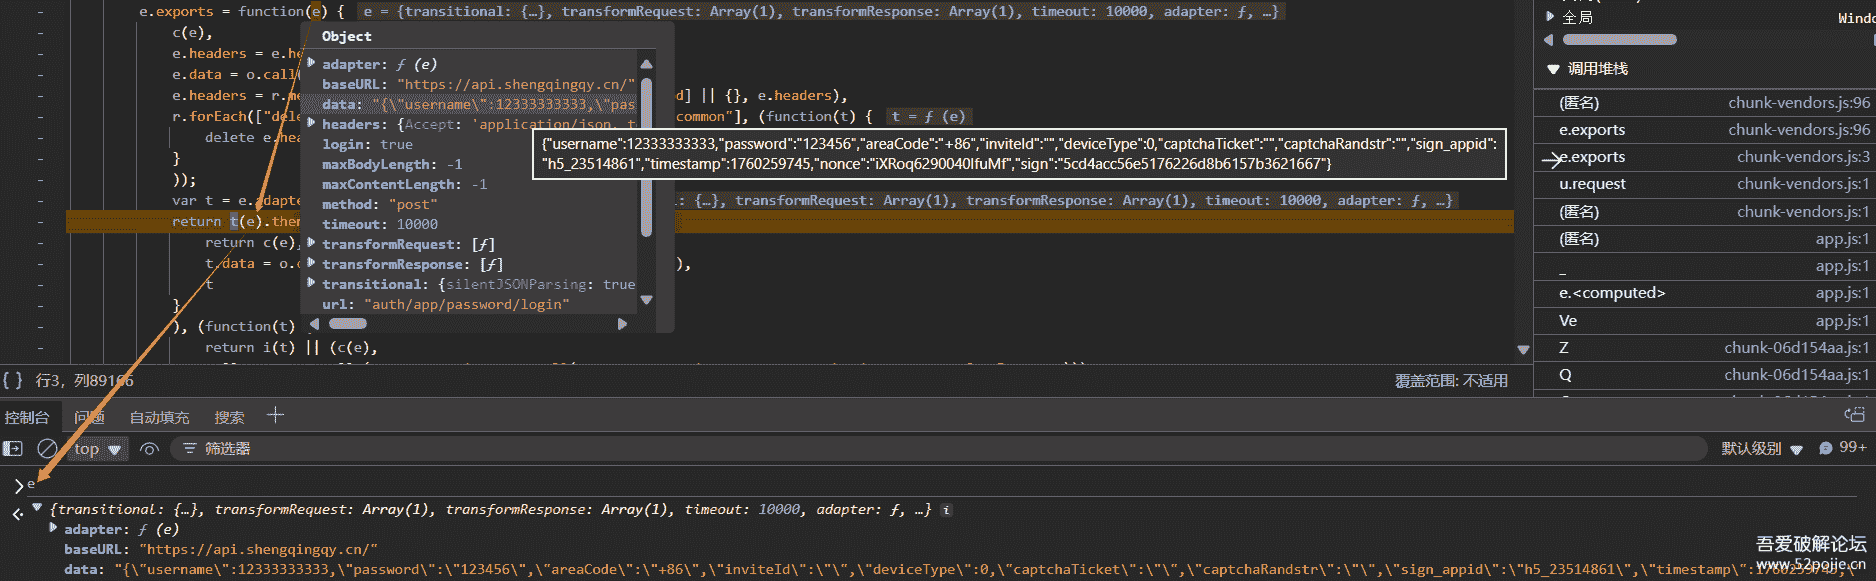 e.exports = function(e) { e = {transitional: {…}, transformRequest: Array(1), transformResponse: Array(1), timeout: 10000, adapter: ƒ, …}
c(e),
e.headers = e.he
e.data = o.call(
e.headers = r.me
d] || {}, e.headers),
r.forEach(["dele
common"], (function(t) { t = ƒ (e)
delete e.hea
}
));
var t = e.adapte
l: {…}, transformRequest: Array(1), transformResponse: Array(1), timeout: 10000, adapter: ƒ, …}
return t(e).then
return c(e),
t.data = o.c
),
t
}
), (function(t)
return i(t) || (c(e),
Object
adapter: ƒ (e)
baseURL: "https://api.shengqingqy.cn/"
data: "{\"username\":12333333333,\"pas
headers: {Accept: 'application/json, t
login: true
maxBodyLength: -1
maxContentLength: -1
method: "post"
timeout: 10000
transformRequest: [ƒ]
transformResponse: [ƒ]
transitional: {silentJSONParsing: true
url: "auth/app/password/login"
{"username":12333333333,"password":"123456","areaCode":"+86","inviteId":"","deviceType":0,"captchaTicket":"","captchaRandstr":"","sign_appid":
"h5_23514861","timestamp":1760259745,"nonce":"iXRoq6290040IfuMf","sign":"5cd4acc56e5176226d8b6157b3621667"}
全局 Windo
调用堆栈
(匿名) chunk-vendors.js:96
e.exports chunk-vendors.js:96
e.exports chunk-vendors.js:3
u.request chunk-vendors.js:1
(匿名) chunk-vendors.js:1
(匿名) app.js:1
_ app.js:1
e.<computed> app.js:1
Ve app.js:1
Z chunk-06d154aa.js:1
Q chunk-06d154aa.js:1
{ } 行3，列89166
覆盖范围: 不适用
控制台 问题 自动填充 搜索
top 筛选器 默认级别 99+
e
{transitional: {…}, transformRequest: Array(1), transformResponse: Array(1), timeout: 10000, adapter: ƒ, …} i
adapter: ƒ (e)
baseURL: "https://api.shengqingqy.cn/"
data: "{\"username\":12333333333,\"password\":\"123456\",\"areaCode\":\"+86\",\"inviteId\":\"\",\"deviceType\":0,\"captchaTicket\":\"\",\"captchaRandstr\":\"\",\"sign_appid\":\"h5_23514861\",\"timestamp\":1760259745,\"
吾爱破解论坛
www.52pojie.cn